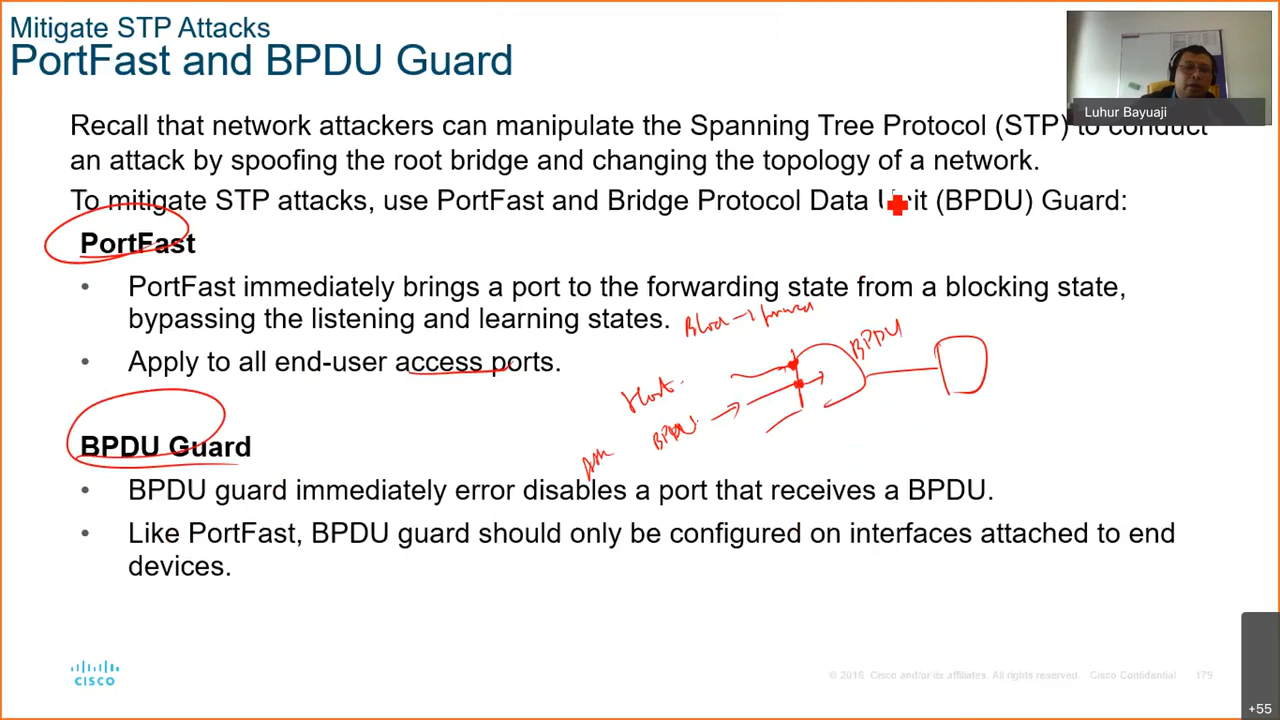 Mitigate STP Attacks
PortFast and BPDU Guard
Luhur Bayuaji
Recall that network attackers can manipulate the Spanning Tree Protocol (STP) to conduct
an attack by spoofing the root bridge and changing the topology of a network.
To mitigate STP attacks, use PortFast and Bridge Protocol Data Unit (BPDU) Guard:
PortFast
• PortFast immediately brings a port to the forwarding state from a blocking state,
bypassing the listening and learning states.
BPDU
• Apply to all end-user access ports.
BPDU
BPDU Guard
• BPDU guard immediately error disables a port that receives a BPDU.
• Like PortFast, BPDU guard should only be configured on interfaces attached to end
devices.
CISCO
© 2016 Cisco and/or its affiliates. All rights reserved. Cisco Confidential 179
+55